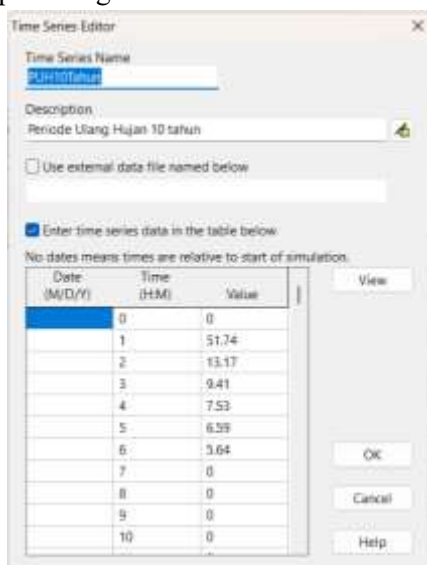 Time Series Editor
Time Series Name
PUH10Tahun
Description
Periode Ulang Hujan 10 tahun
Use external data file named below
Enter time series data in the table below
No dates means times are relative to start of simulation.
Date (M/D/Y) Time (H:M) Value
View
0 0
1 51.74
2 13.17
3 9.41
4 7.53
5 6.59
6 5.64
7 0
8 0
9 0
10 0
OK
Cancel
Help